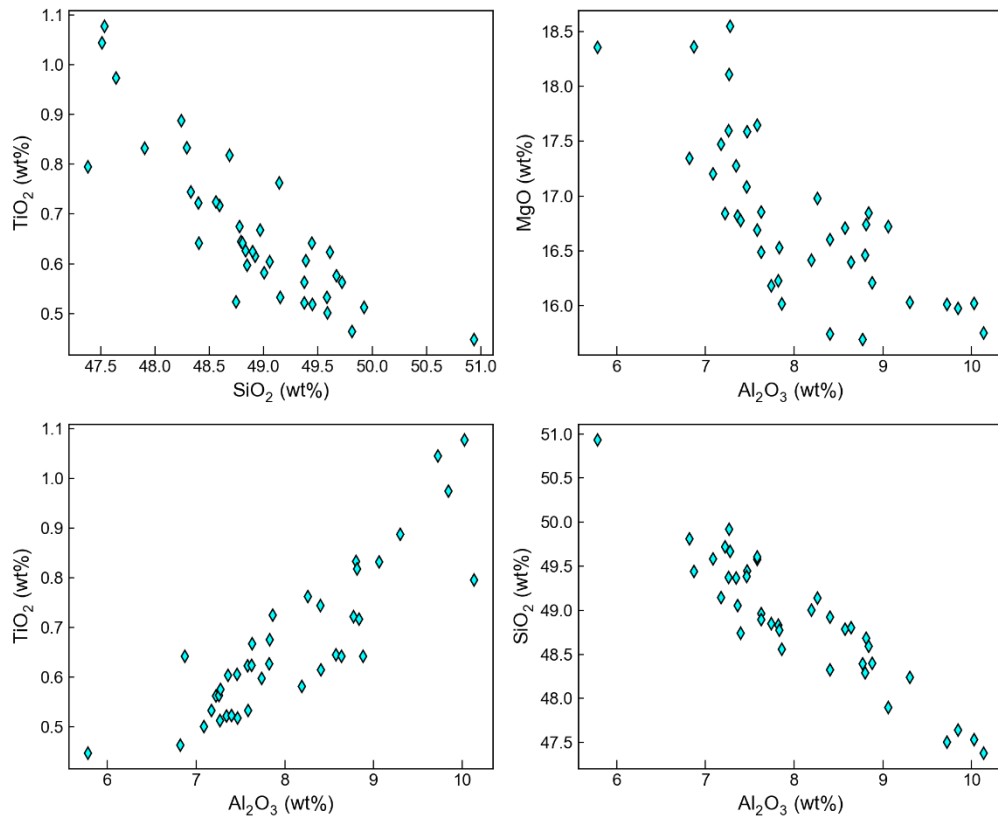 1.1
1.0
0.9
0.8
0.7
0.6
0.5
TiO₂ (wt%)
47.5 48.0 48.5 49.0 49.5 50.0 50.5 51.0
SiO₂ (wt%)
18.5
18.0
17.5
17.0
16.5
16.0
MgO (wt%)
6 7 8 9 10
Al₂O₃ (wt%)
1.1
1.0
0.9
0.8
0.7
0.6
0.5
TiO₂ (wt%)
6 7 8 9 10
Al₂O₃ (wt%)
51.0
50.5
50.0
49.5
49.0
48.5
48.0
47.5
SiO₂ (wt%)
6 7 8 9 10
Al₂O₃ (wt%)